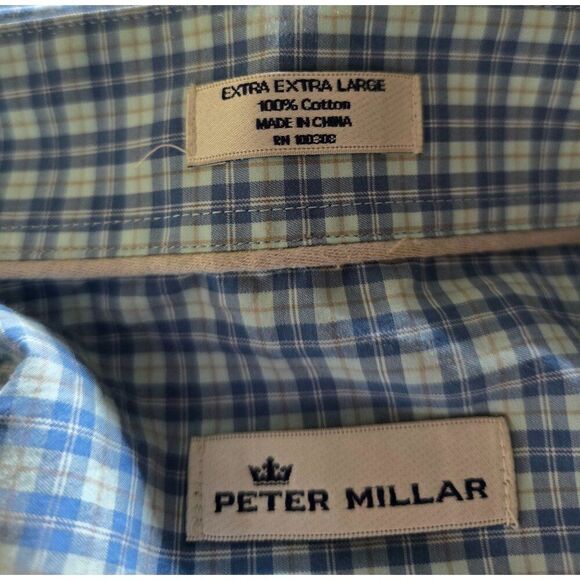 EXTRA EXTRA LARGE
100% Cotton
MADE IN CHINA
RN 100308
PETER MILLAR